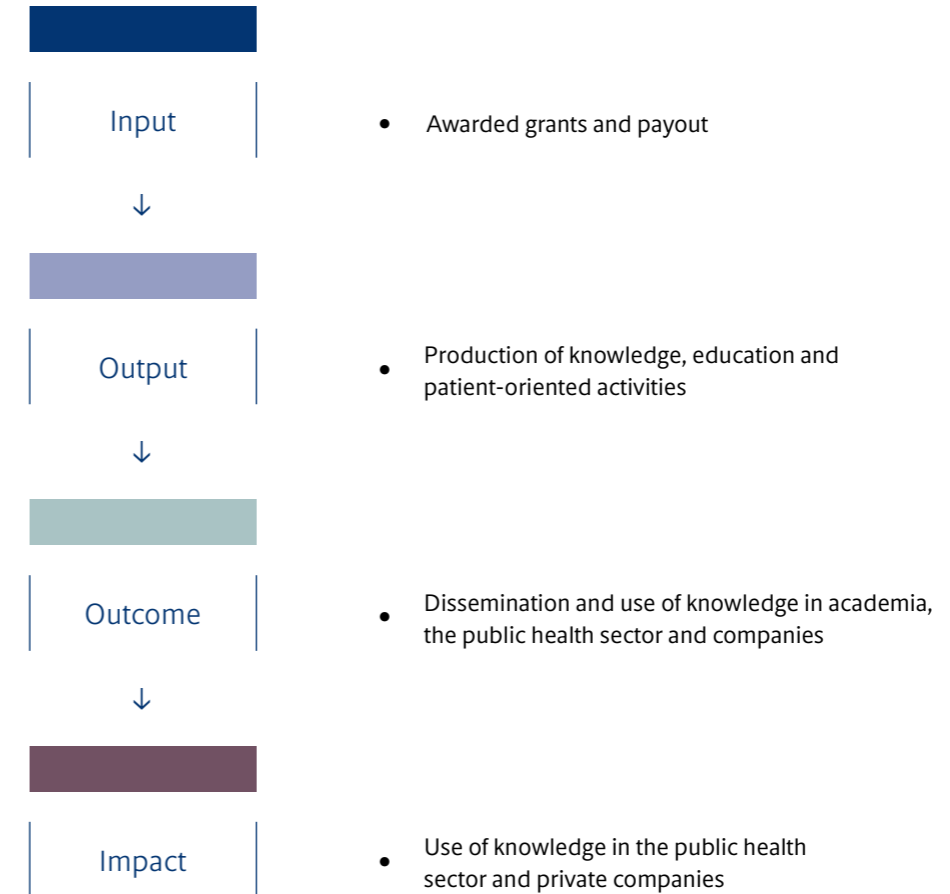 Input
• Awarded grants and payout
↓
Output
• Production of knowledge, education and
patient-oriented activities
↓
Outcome
• Dissemination and use of knowledge in academia,
the public health sector and companies
↓
Impact
• Use of knowledge in the public health
sector and private companies